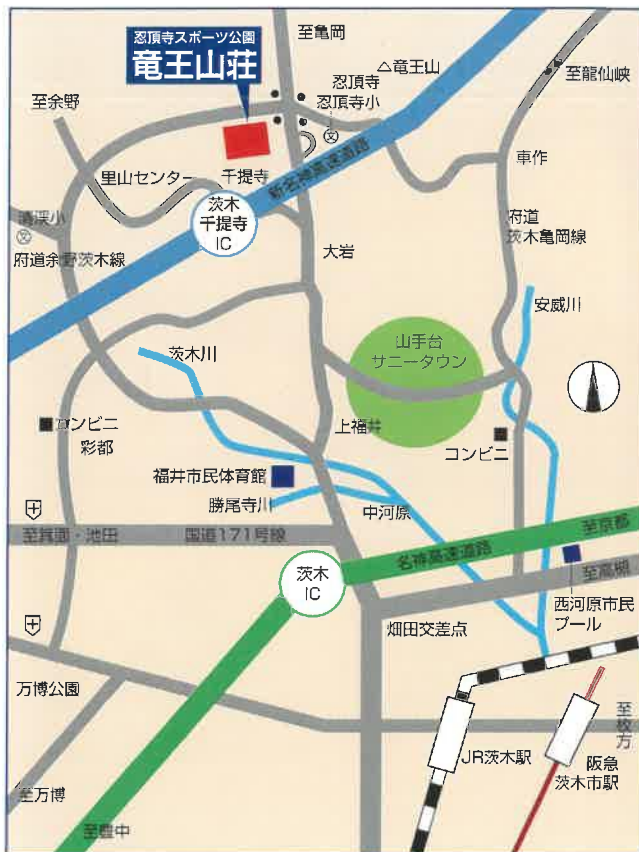 忍頂寺スポーツ公園
竜王山荘
至亀岡
△竜王山
忍頂寺
忍頂寺小
至龍仙峡
至余野
里山センター
千提寺
新名神高速道路
車作
清渓小
茨木
千提寺
IC
府道余野茨木線
大岩
府道
茨木亀岡線
安威川
茨木川
山手台
サニータウン
コンビニ
彩都
上福井
コンビニ
福井市民体育館
勝尾寺川
中河原
至箕面・池田
国道171号線
名神高速道路
至京都
茨木
IC
至高槻
西河原市民
プール
畑田交差点
万博公園
至枚方
JR茨木駅
阪急
茨木市駅
至万博
至豊中